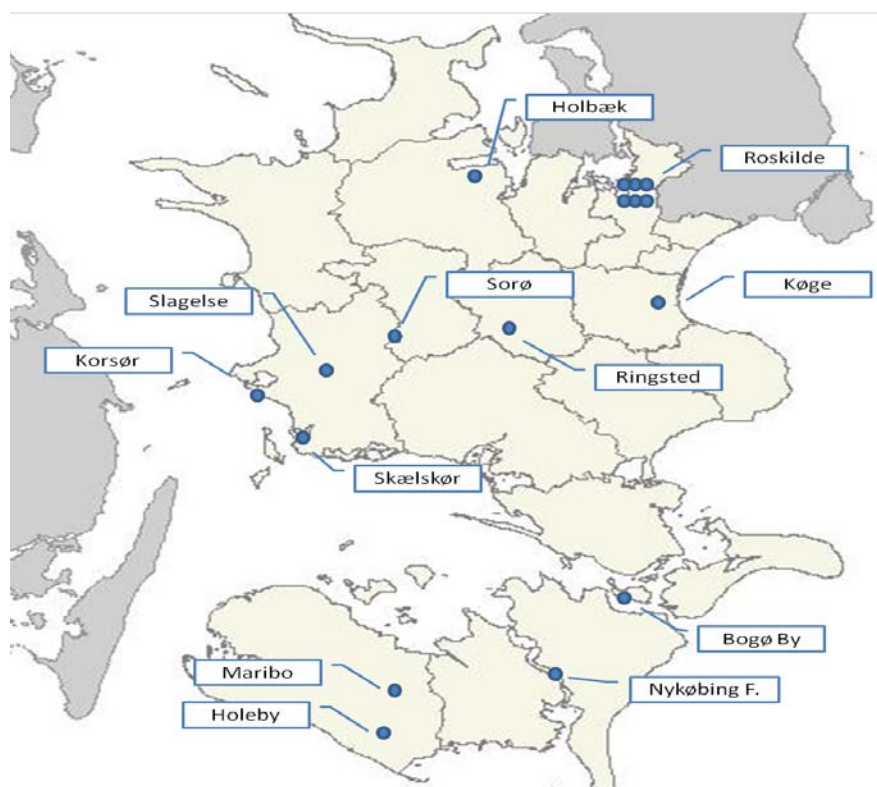 Holbæk
Roskilde
Sorø
Køge
Slagelse
Korsør
Ringsted
Skælskør
Bogø By
Maribo
Nykøbing F.
Holeby